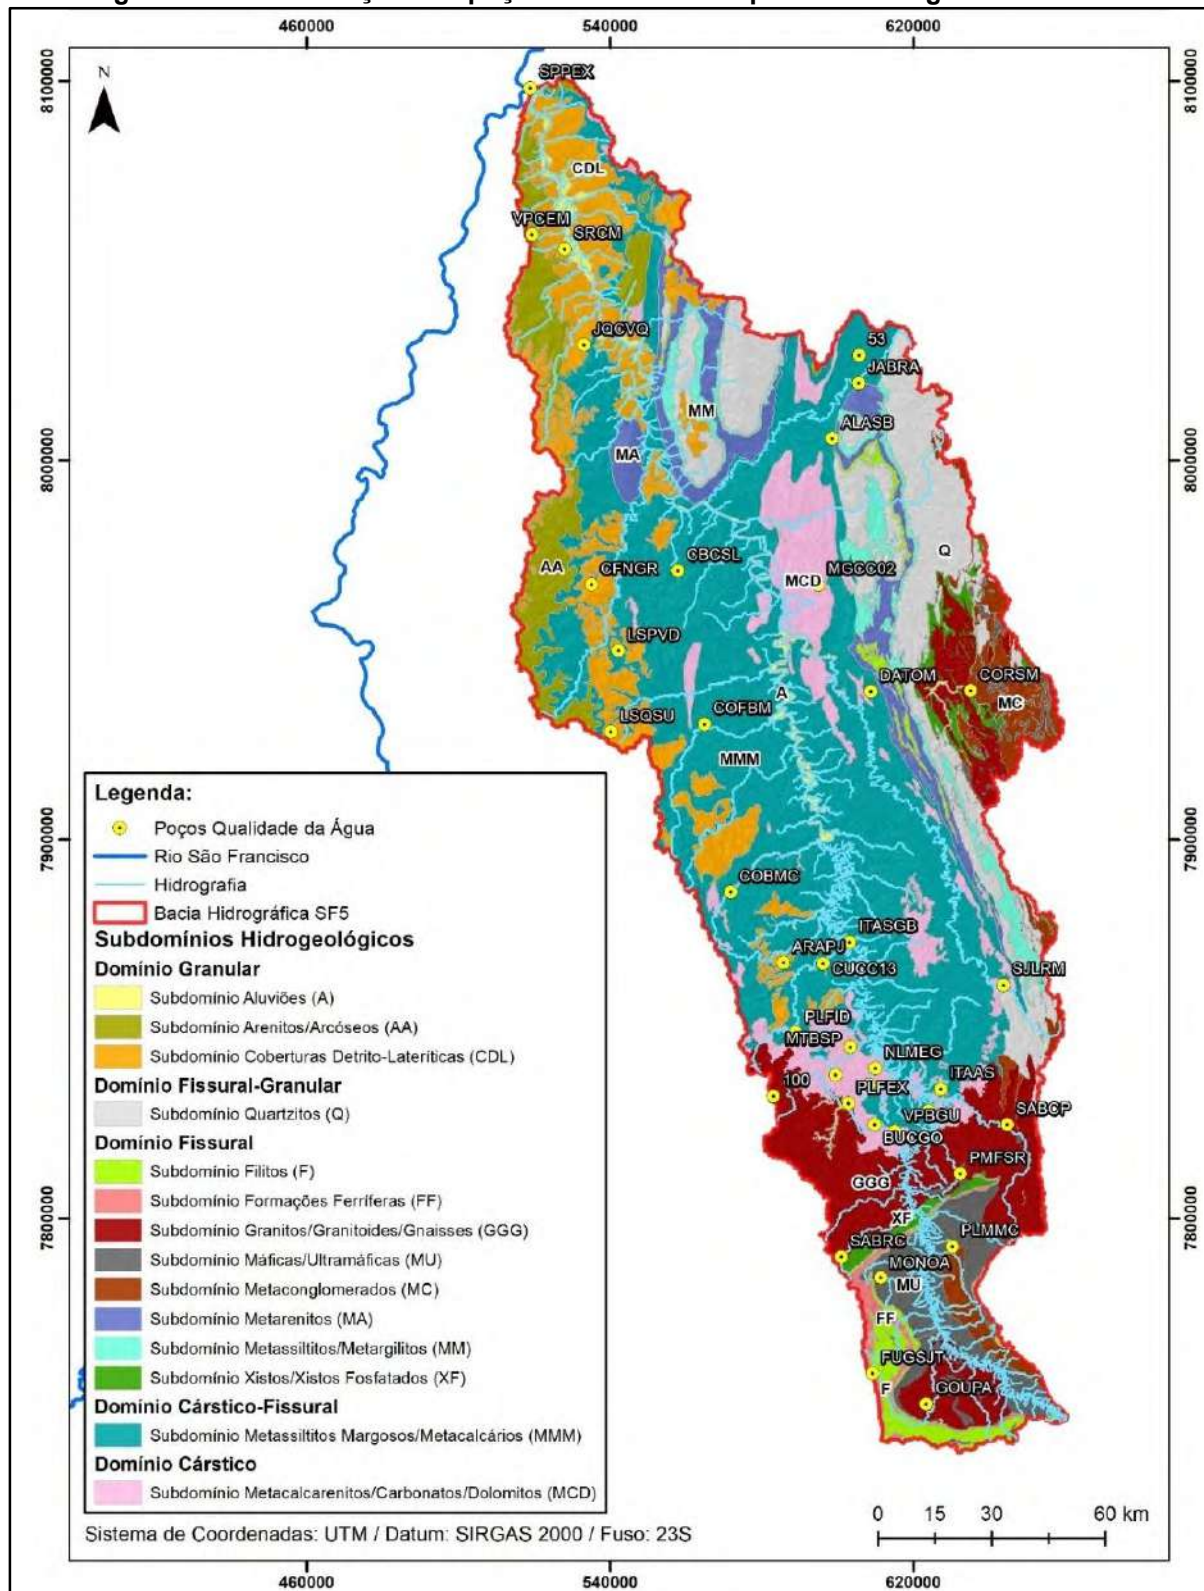 460000 540000 620000
8100000 8100000
N
SPPEX
CDL
VPCEM
SRCM
JQCVQ
53
JABRA
MM
ALASB
MA
8000000 8000000
Q
AA
CFNGR
CBCSL
MCD
MGCC02
LSPVD
DATOM
CORSM
A
MC
LSQSU
COFBM
MMM
7900000 7900000
COBMC
ITASGB
ARAPJ
CUCC13
SJLRM
PLFID
MTBSP
NLMEG
100
PLFEX
ITAAS
VPBGU
SABCP
BUCGO
PMFSR
GGG
XF
7800000 7800000
SABRC
PLMMC
MONOA
MU
FF
FUGSJT
F
GOUPA
Legenda:
Poços Qualidade da Água
Rio São Francisco
Hidrografia
Bacia Hidrográfica SF5
Subdomínios Hidrogeológicos
Domínio Granular
Subdomínio Aluviões (A)
Subdomínio Arenitos/Arcóseos (AA)
Subdomínio Coberturas Detrito-Lateríticas (CDL)
Domínio Fissural-Granular
Subdomínio Quartzitos (Q)
Domínio Fissural
Subdomínio Filitos (F)
Subdomínio Formações Ferríferas (FF)
Subdomínio Granitos/Granitoides/Gnaisses (GGG)
Subdomínio Máficas/Ultramáficas (MU)
Subdomínio Metaconglomerados (MC)
Subdomínio Metarenitos (MA)
Subdomínio Metassiltitos/Metargilitos (MM)
Subdomínio Xistos/Xistos Fosfatados (XF)
Domínio Cárstico-Fissural
Subdomínio Metassiltitos Margosos/Metacalcários (MMM)
Domínio Cárstico
Subdomínio Metacalcarenitos/Carbonatos/Dolomitos (MCD)
Sistema de Coordenadas: UTM / Datum: SIRGAS 2000 / Fuso: 23S
0 15 30 60 km
460000 540000 620000